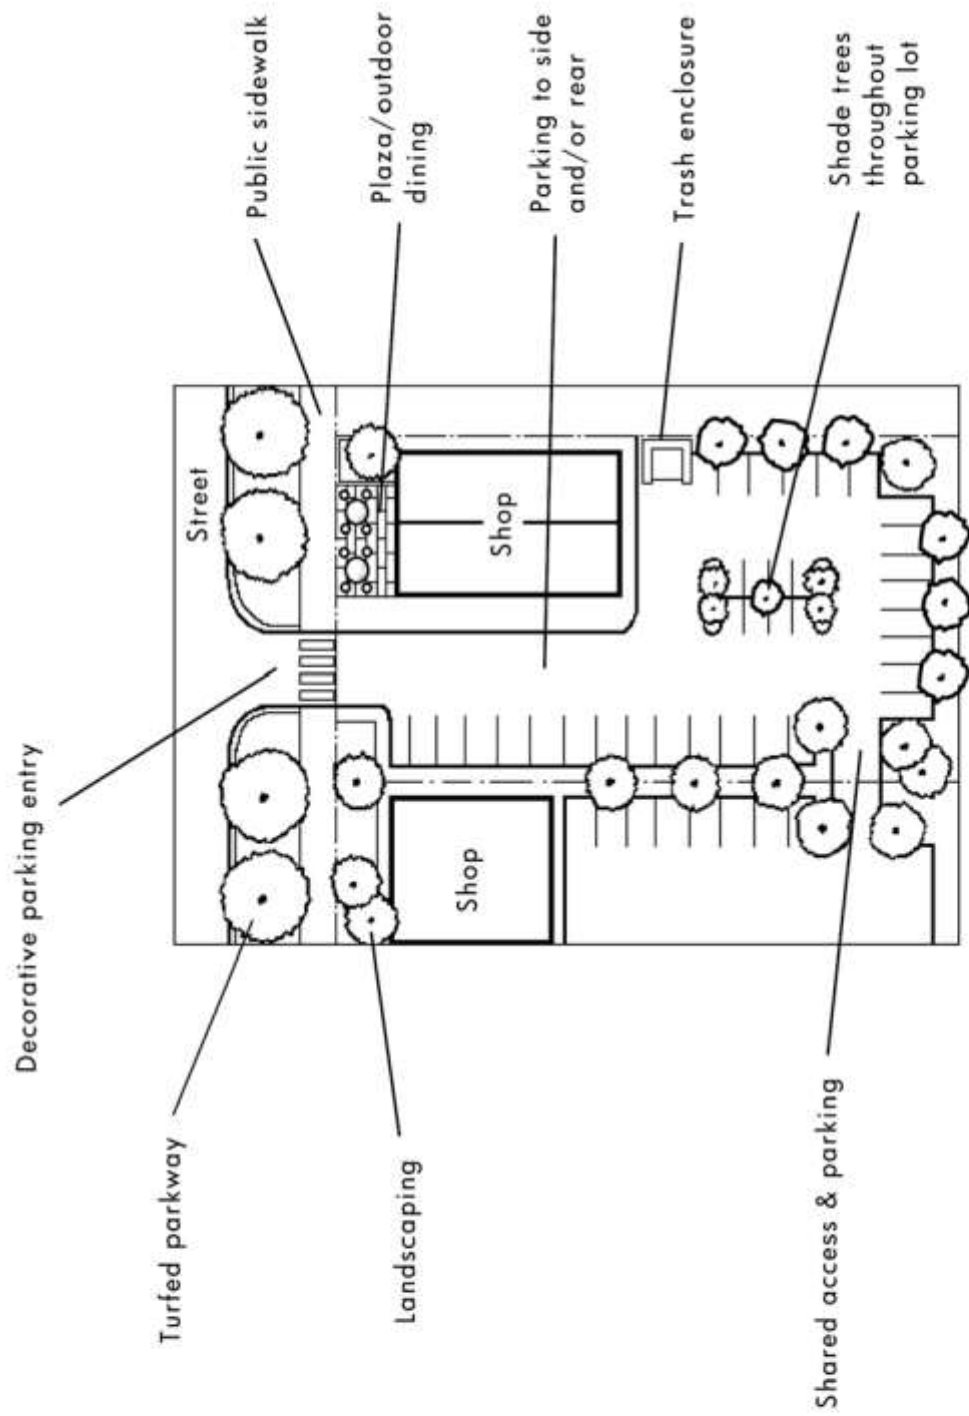 Decorative parking entry
Turfed parkway
Landscaping
Shared access & parking
Street
Shop
Shop
Public sidewalk
Plaza/outdoor
dining
Parking to side
and/or rear
Trash enclosure
Shade trees
throughout
parking lot